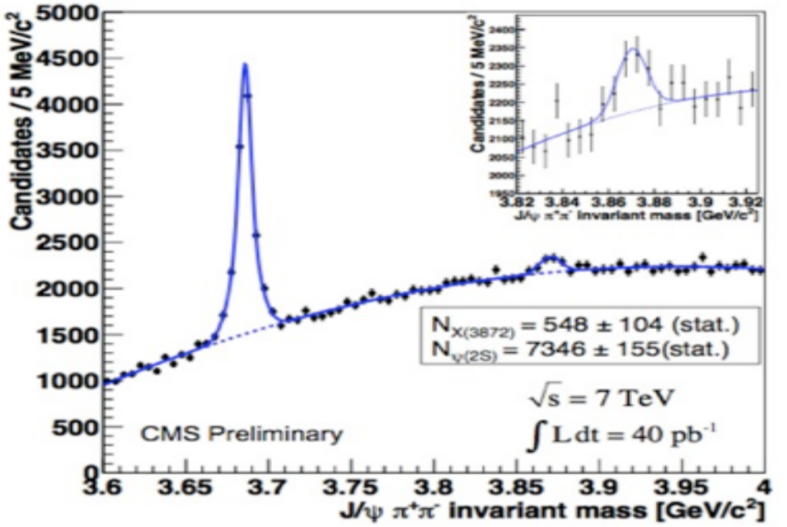 Candidates / 5 MeV/c²
5000
4500
4000
3500
3000
2500
2000
1500
1000
500
0
3.6 3.65 3.7 3.75 3.8 3.85 3.9 3.95 4
J/ψ π⁺π⁻ invariant mass [GeV/c²]
Candidates / 5 MeV/c²
2400
2350
2300
2250
2200
2150
2100
2050
2000
1950
3.82 3.84 3.86 3.88 3.9 3.92
J/ψ π⁺π⁻ invariant mass [GeV/c²]
N_X(3872) = 548 ± 104 (stat.)
N_ψ(2S) = 7346 ± 155(stat.)
√s = 7 TeV
∫ L dt = 40 pb⁻¹
CMS Preliminary